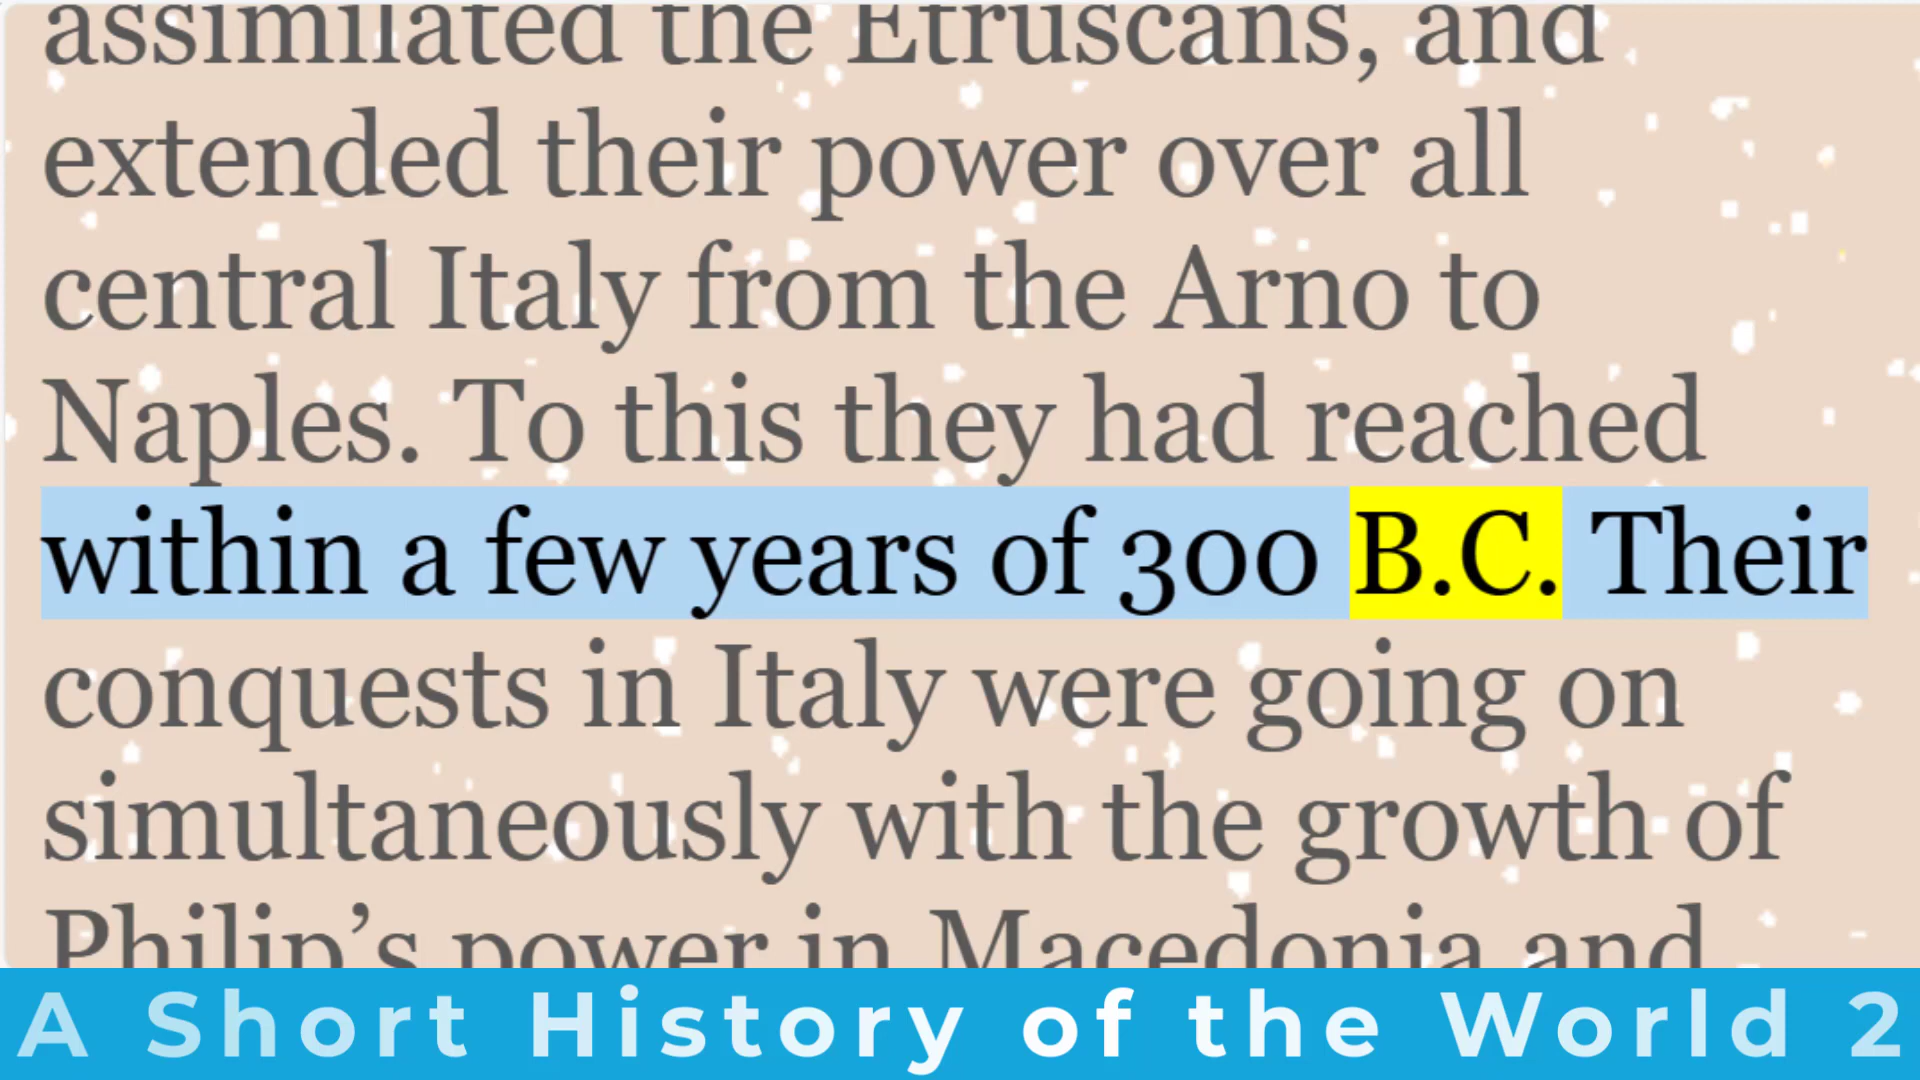 assimilated the Etruscans, and
extended their power over all
central Italy from the Arno to
Naples. To this they had reached
within a few years of 300 B.C. Their
conquests in Italy were going on
simultaneously with the growth of
Philip’s power in Macedonia and
A Short History of the World 2